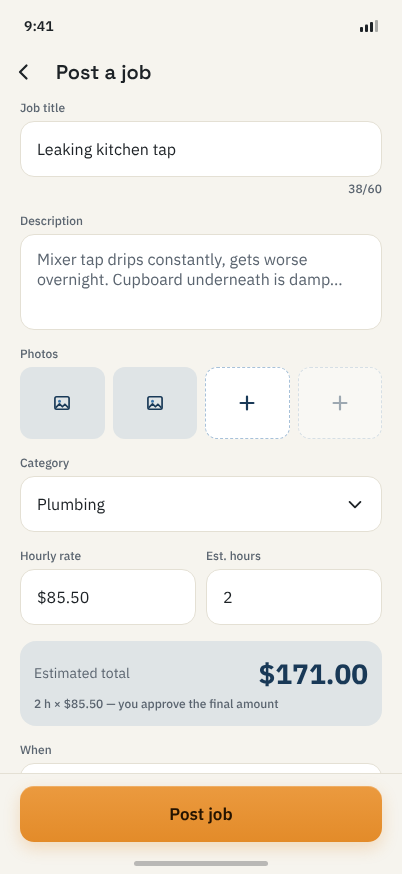 9:41
Post a job
Job title
Leaking kitchen tap
38/60
Description
Mixer tap drips constantly, gets worse
overnight. Cupboard underneath is damp...
Photos
Category
Plumbing
Hourly rate
Est. hours
$85.50
2
Estimated total
$171.00
2 h × $85.50 — you approve the final amount
When
Post job